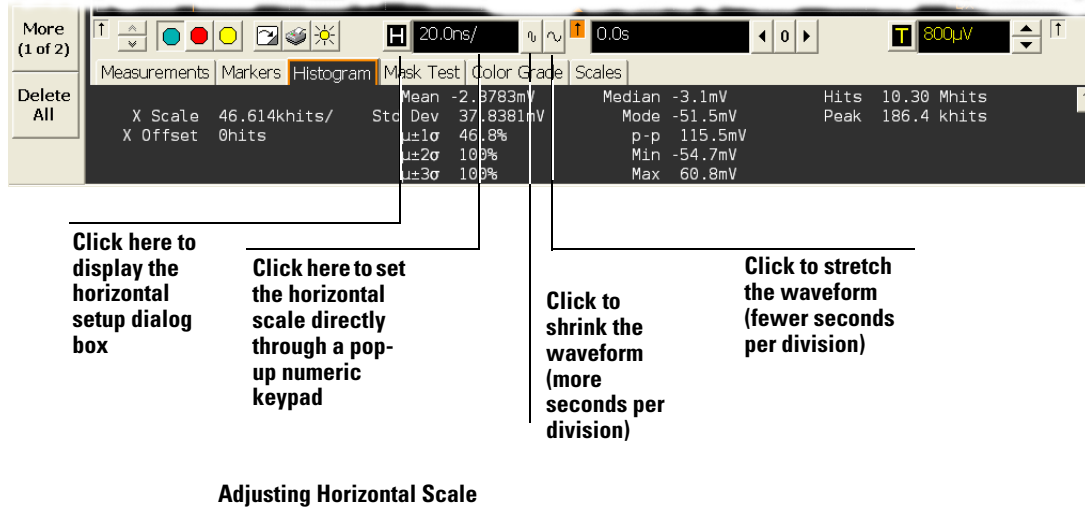 More
(1 of 2)
Delete
All
H 20.0ns/ 0.0s 0 T 800µV
Measurements Markers Histogram Mask Test Color Grade Scales
Mean -2.3783mV Median -3.1mV Hits 10.30 Mhits
X Scale 46.614khits/ Std Dev 37.8381mV Mode -51.5mV Peak 186.4 khits
X Offset 0hits µ±1σ 46.8% p-p 115.5mV
µ±2σ 100% Min -54.7mV
µ±3σ 100% Max 60.8mV
Click here to
display the
horizontal
setup dialog
box
Click here to set
the horizontal
scale directly
through a pop-
up numeric
keypad
Click to
shrink the
waveform
(more
seconds per
division)
Click to stretch
the waveform
(fewer seconds
per division)
Adjusting Horizontal Scale